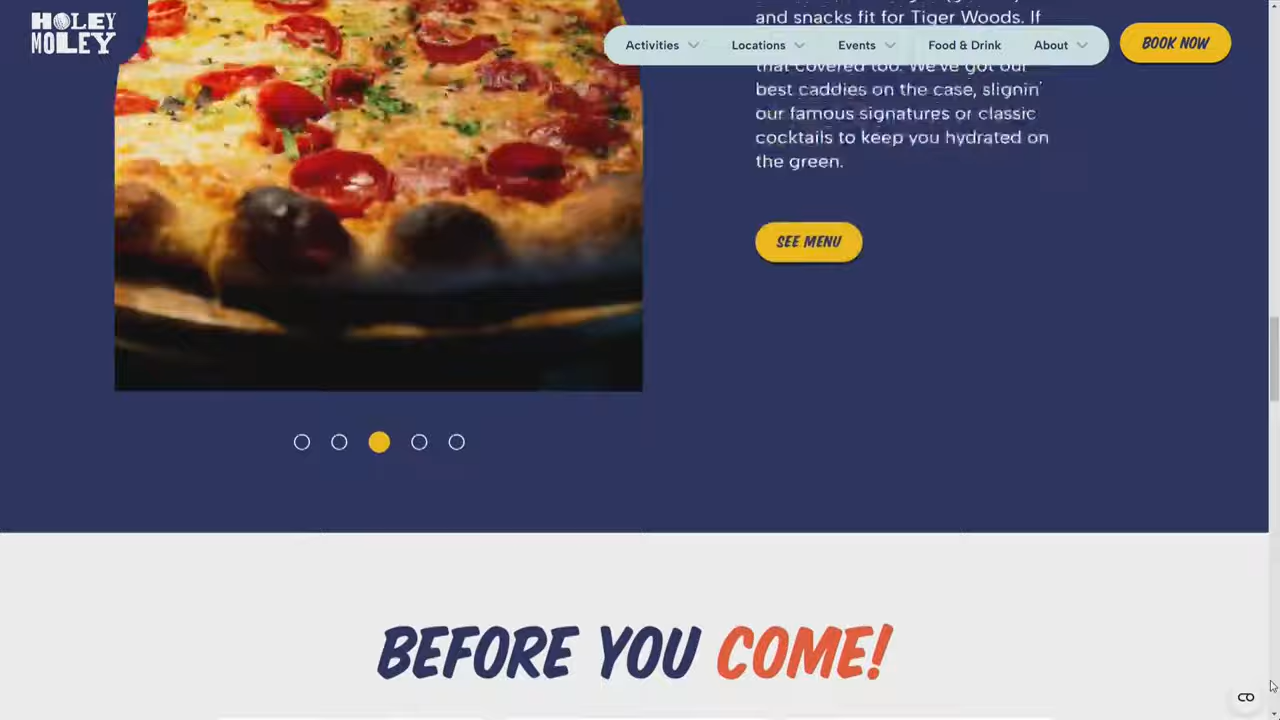 HOLEY
MOLEY
Activities
Locations
Events
Food & Drink
About
BOOK NOW
and snacks fit for Tiger Woods. If
that covered too. We've got our
best caddies on the case, slignin'
our famous signatures or classic
cocktails to keep you hydrated on
the green.
SEE MENU
BEFORE YOU COME!